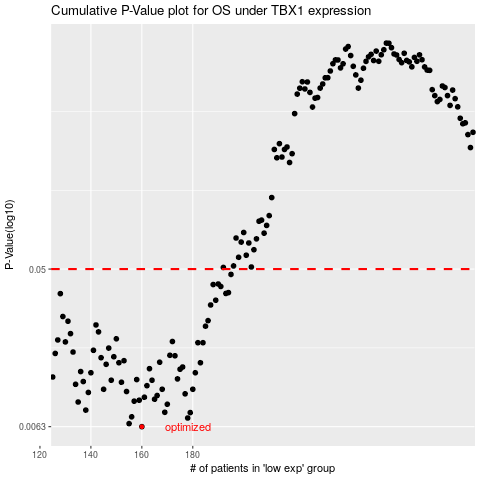 Cumulative P-Value plot for OS under TBX1 expression
P-Value(log10)
0.05
0.0063
optimized
120 140 160 180
# of patients in 'low exp' group